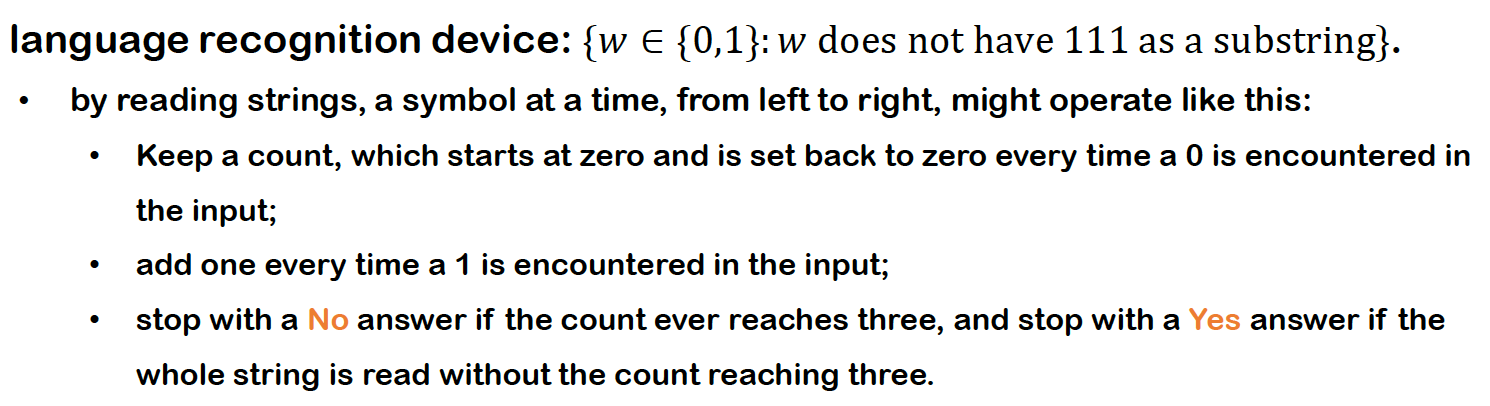 language recognition device: {𝑤 ∈ {0,1}: 𝑤 does not have 111 as a substring}.
• by reading strings, a symbol at a time, from left to right, might operate like this:
• Keep a count, which starts at zero and is set back to zero every time a 0 is encountered in
the input;
• add one every time a 1 is encountered in the input;
• stop with a No answer if the count ever reaches three, and stop with a Yes answer if the
whole string is read without the count reaching three.